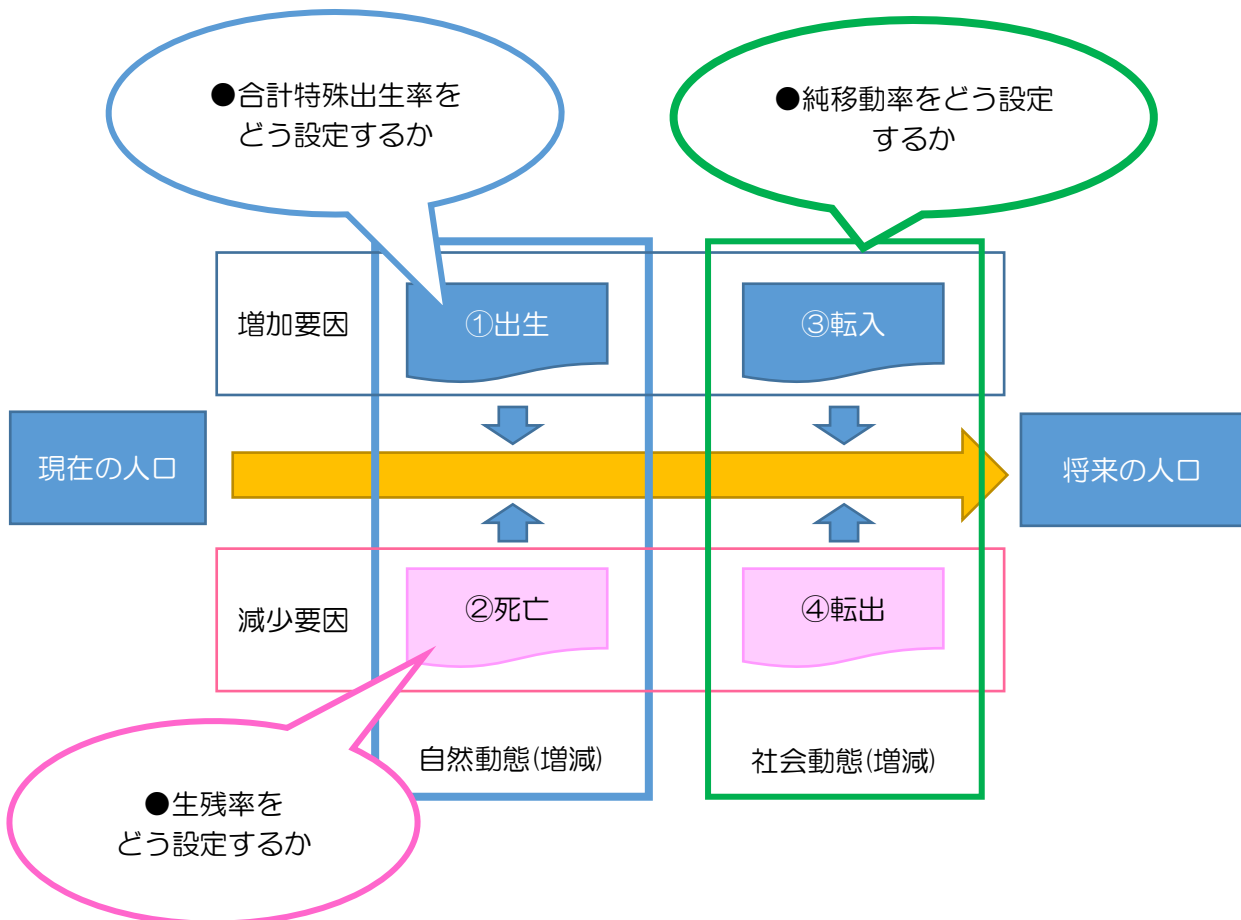 ●合計特殊出生率を
どう設定するか
●純移動率をどう設定
するか
増加要因
①出生
③転入
現在の人口
将来の人口
減少要因
②死亡
④転出
自然動態(増減)
社会動態(増減)
●生残率を
どう設定するか